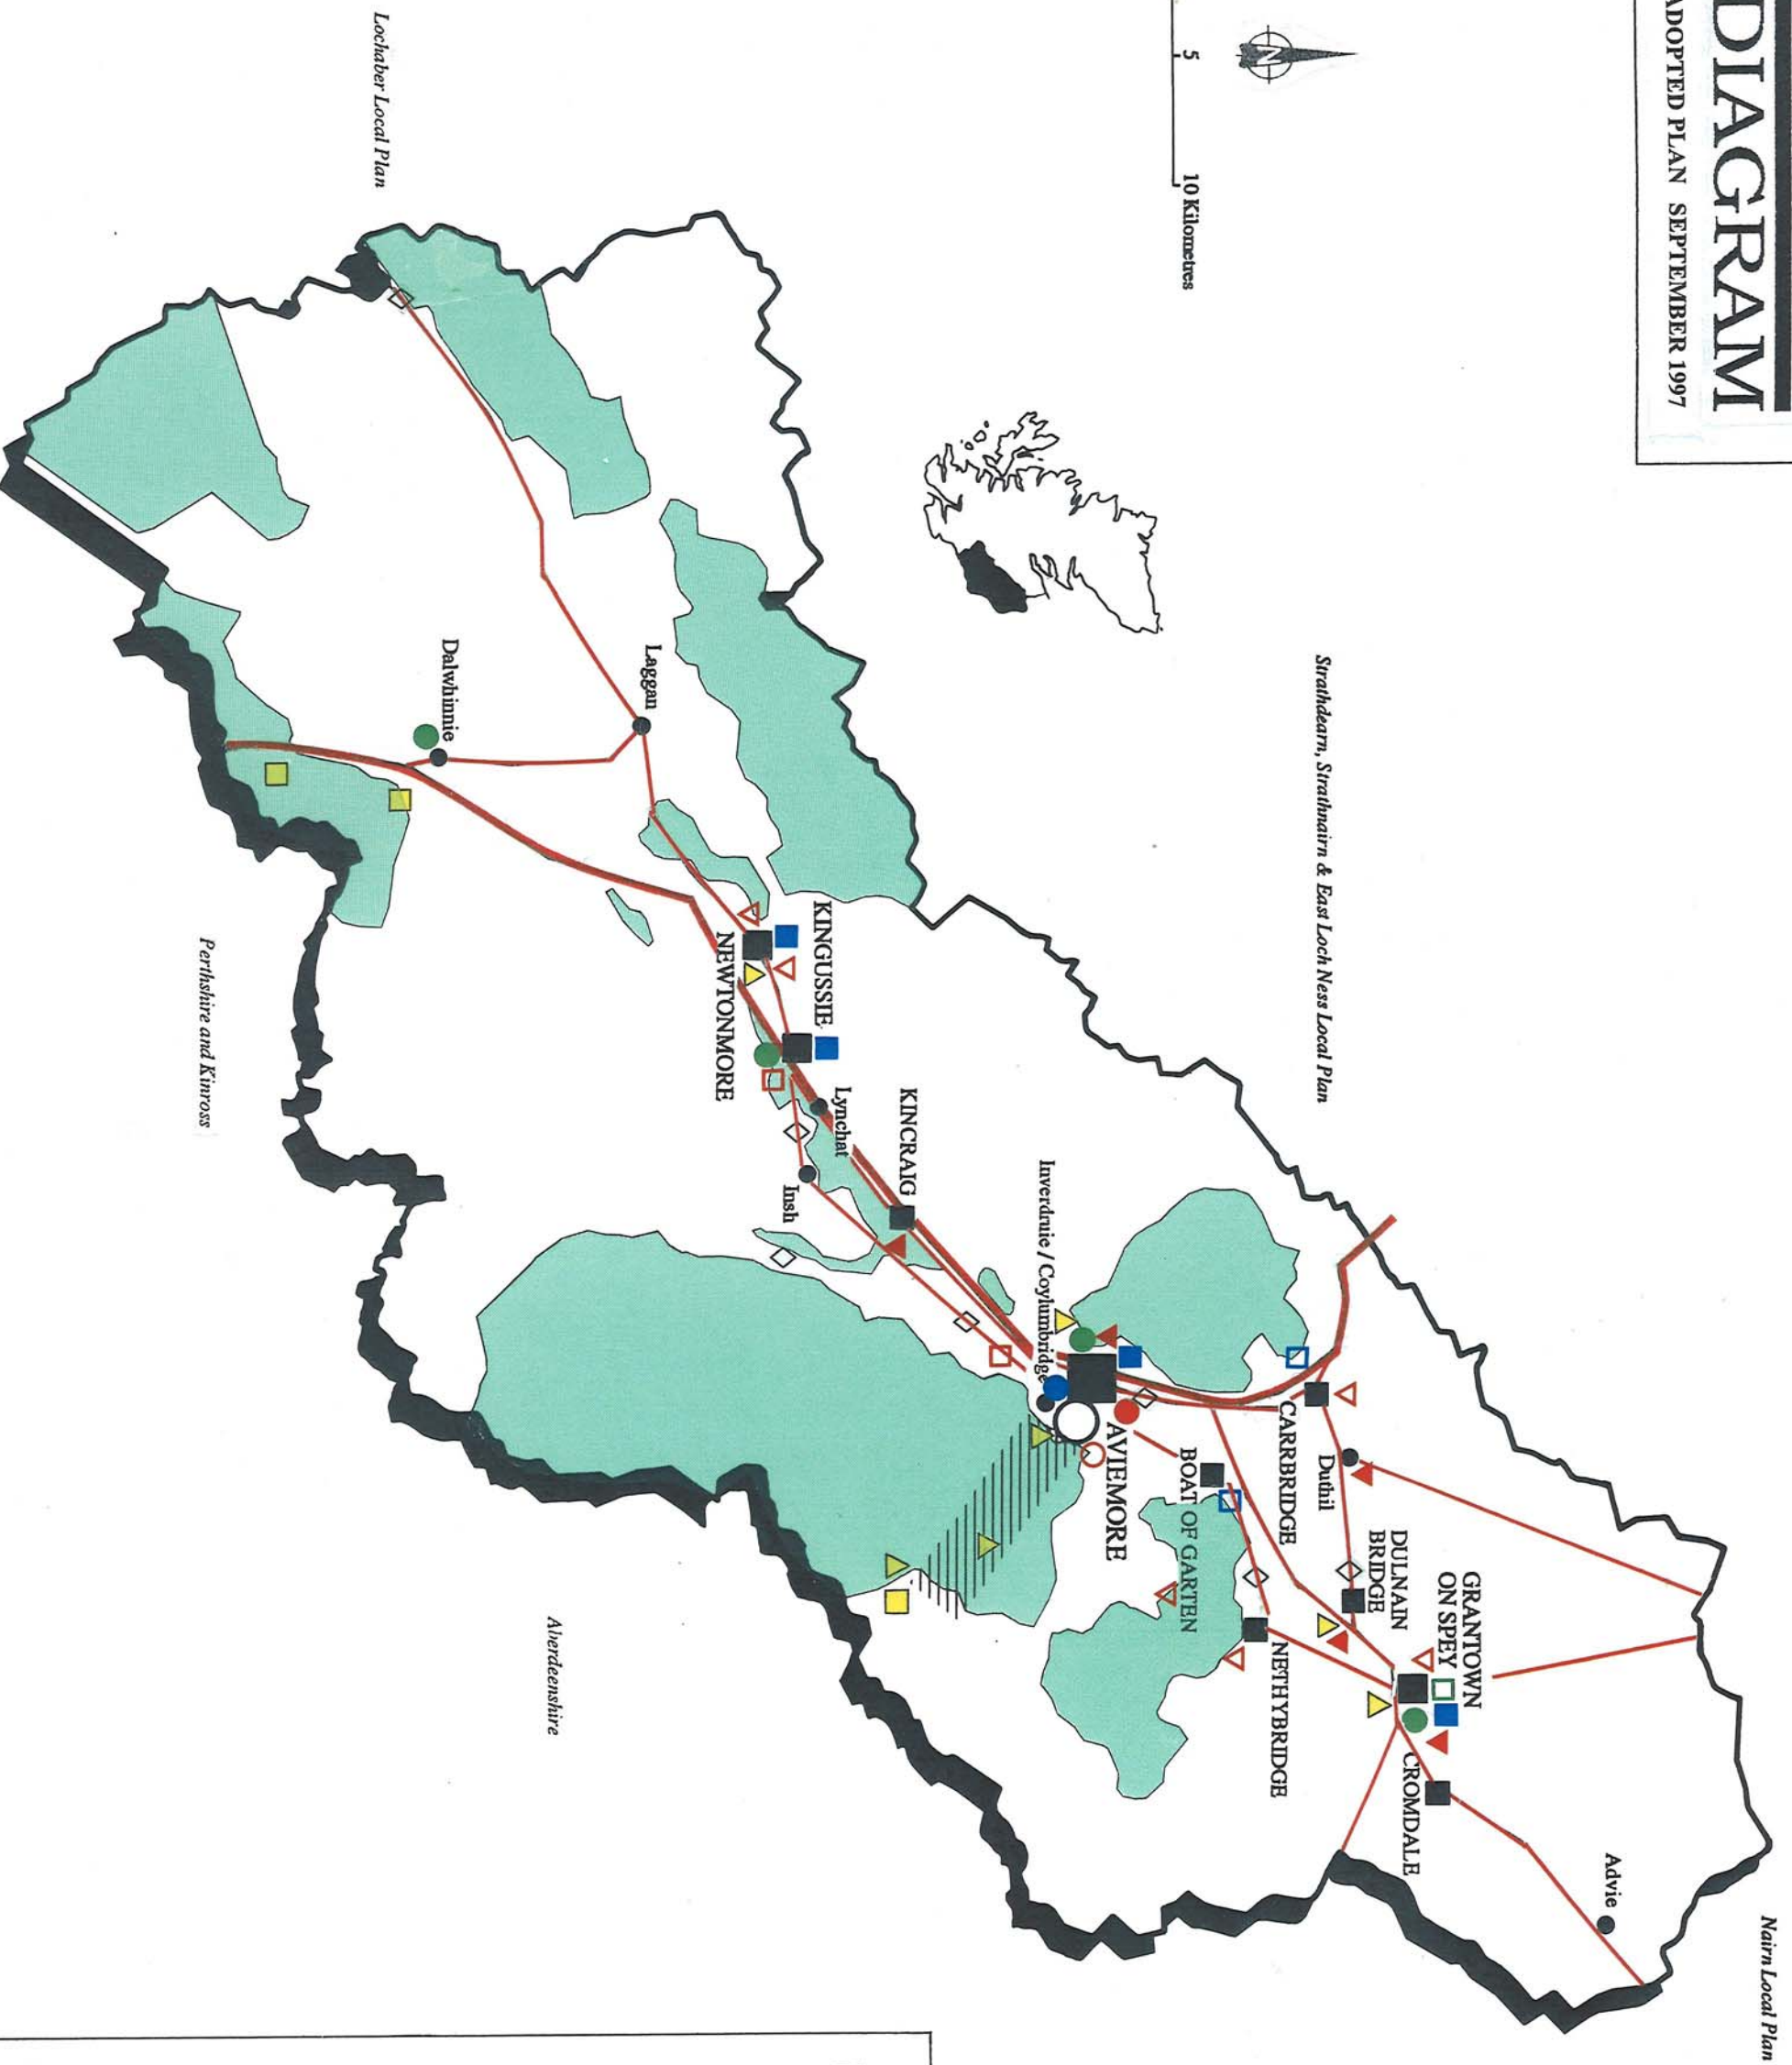 DIAGRAM
ADOPTED PLAN SEPTEMBER 1997
N
5
10 Kilometres
Nairn Local Plan
Strathdearn, Strathnairn & East Loch Ness Local Plan
Lochaber Local Plan
Advie
GRANTOWN
ON SPEY
CROMDALE
DULNAIN
BRIDGE
Duthil
CARRBRIDGE
NETHYBRIDGE
BOAT OF GARTEN
AVIEMORE
Inverdruie / Coylumbridge
KINCRAIG
Lynchat
Insh
KINGUSSIE
NEWTONMORE
Laggan
Dalwhinnie
Aberdeenshire
Perthshire and Kinross